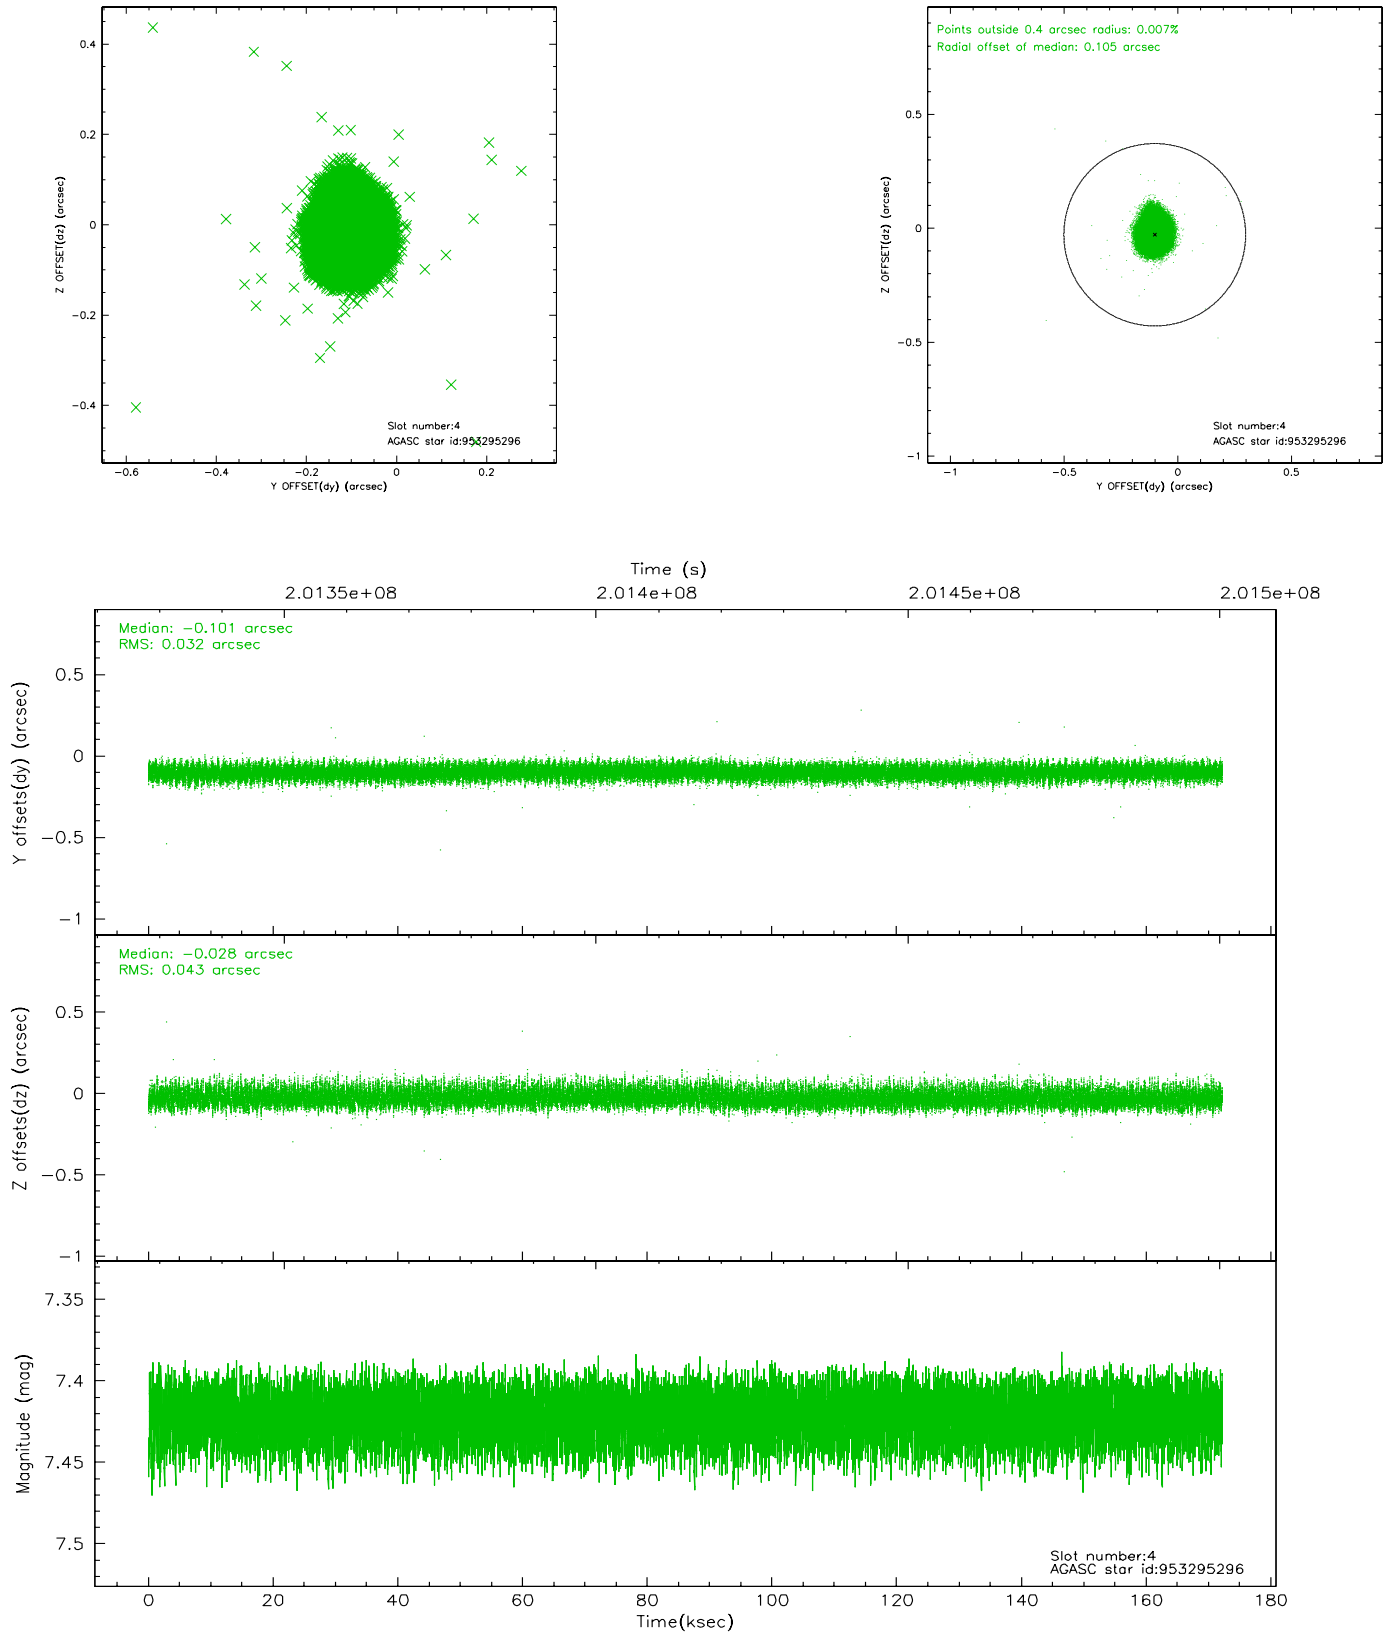 0.4
0.2
0
−0.2
−0.4
Z OFFSET(dz) (arcsec)
−0.6
−0.4
−0.2
0
0.2
Y OFFSET(dy) (arcsec)
Slot number:4
AGASC star id:953295296
Points outside 0.4 arcsec radius: 0.007%
Radial offset of median: 0.105 arcsec
0.5
0
−0.5
−1
Z OFFSET(dz) (arcsec)
−1
−0.5
0
0.5
Y OFFSET(dy) (arcsec)
Slot number:4
AGASC star id:953295296
Time (s)
2.0135e+08
2.014e+08
2.0145e+08
2.015e+08
Median: −0.101 arcsec
RMS: 0.032 arcsec
0.5
0
−0.5
−1
Y offsets(dy) (arcsec)
Median: −0.028 arcsec
RMS: 0.043 arcsec
0.5
0
−0.5
−1
Z offsets(dz) (arcsec)
7.35
7.4
7.45
7.5
Magnitude (mag)
Slot number:4
AGASC star id:953295296
0
20
40
60
80
100
120
140
160
180
Time(ksec)